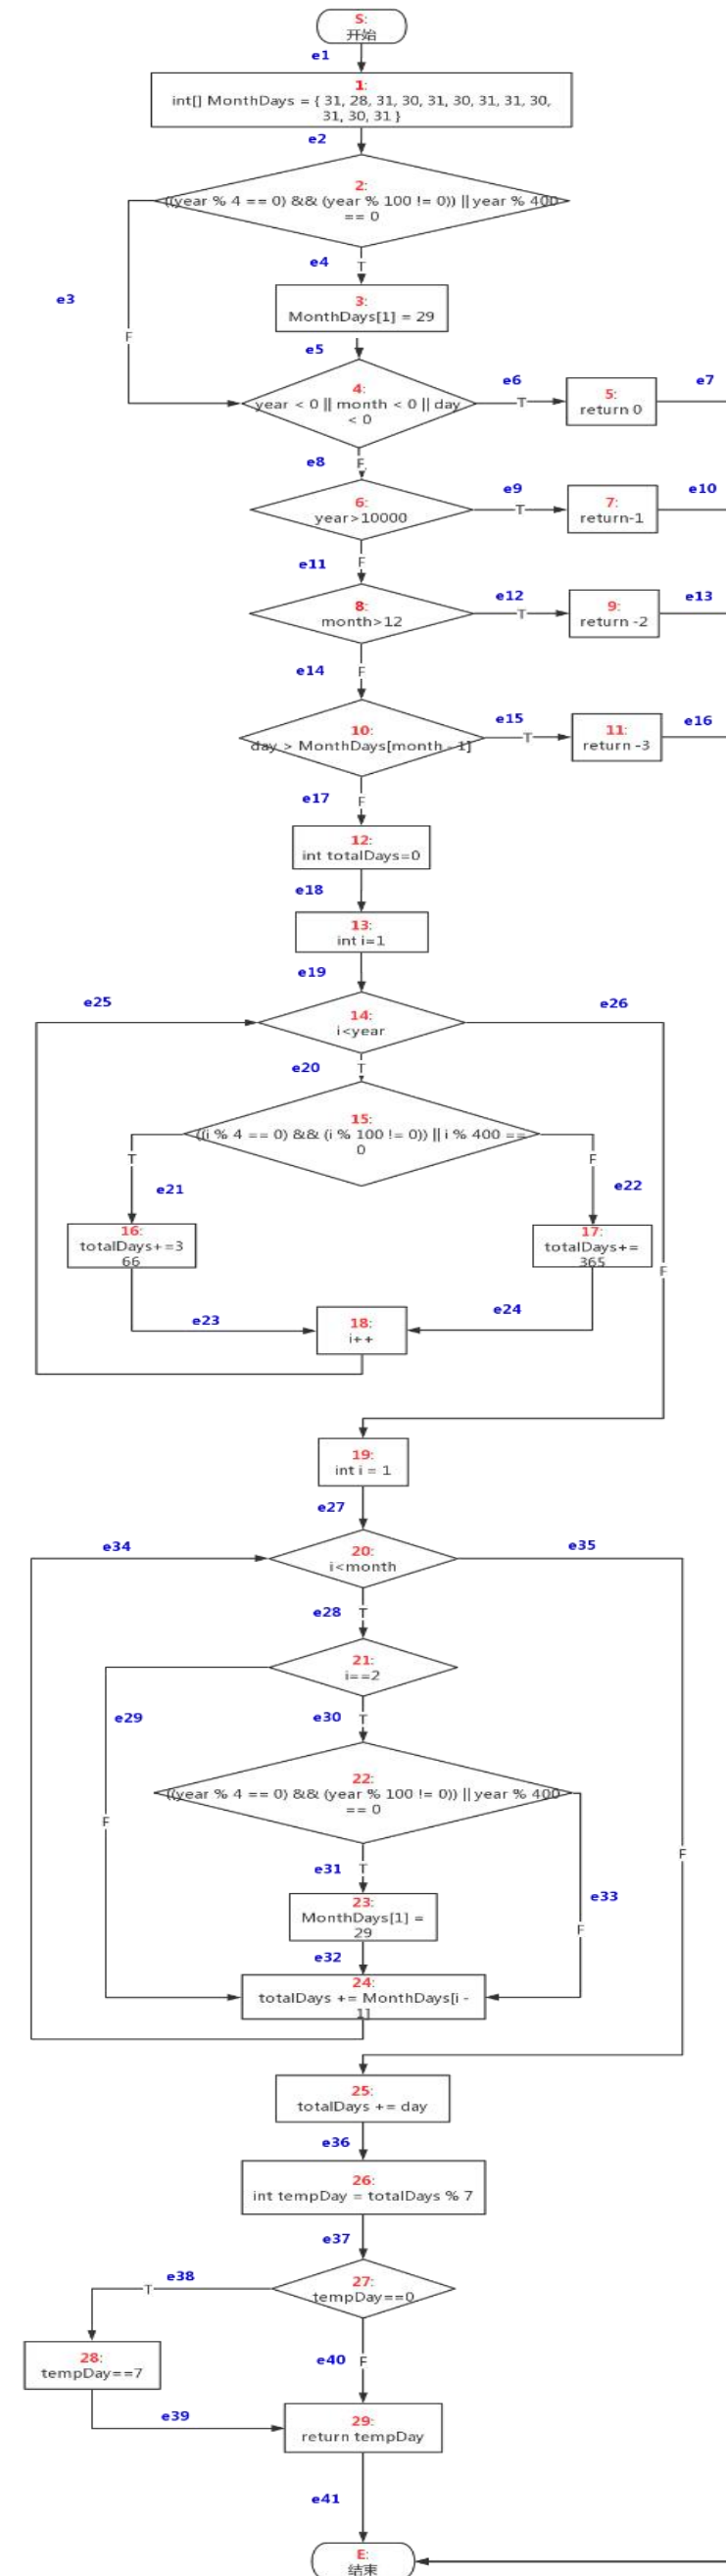 S:
开始
e1
1:
int[] MonthDays = { 31, 28, 31, 30, 31, 30, 31, 31, 30,
31, 30, 31 }
e2
2:
((year % 4 == 0) && (year % 100 != 0)) || year % 400
== 0
e4
T
e3
F
3:
MonthDays[1] = 29
e5
4:
year < 0 || month < 0 || day
< 0
e6
T
5:
return 0
e7
e8
F
6:
year>10000
e9
T
7:
return-1
e10
e11
F
8:
month>12
e12
T
9:
return -2
e13
e14
F
10:
day > MonthDays[month - 1]
e15
T
11:
return -3
e16
e17
F
12:
int totalDays=0
e18
13:
int i=1
e19
e25
14:
i<year
e26
e20
T
15:
((i % 4 == 0) && (i % 100 != 0)) || i % 400 ==
0
T
F
e21
e22
16:
totalDays+=3
66
17:
totalDays+=
365
F
e23
e24
18:
i++
19:
int i = 1
e27
e34
20:
i<month
e35
e28
T
21:
i==2
e29
e30
T
22:
((year % 4 == 0) && (year % 100 != 0)) || year % 400
== 0
F
F
e31
T
e33
23:
MonthDays[1] =
29
F
e32
24:
totalDays += MonthDays[i -
1]
25:
totalDays += day
e36
26:
int tempDay = totalDays % 7
e37
e38
T
27:
tempDay==0
28:
tempDay==7
e40
F
e39
29:
return tempDay
e41
E:
结束